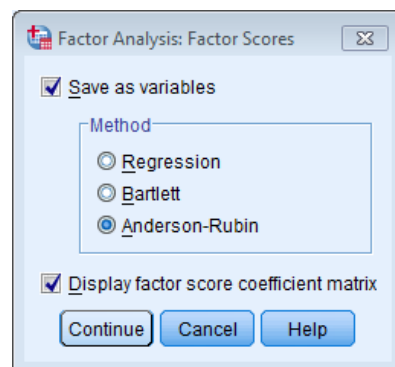 Factor Analysis: Factor Scores
Save as variables
Method
Regression
Bartlett
Anderson-Rubin
Display factor score coefficient matrix
Continue Cancel Help